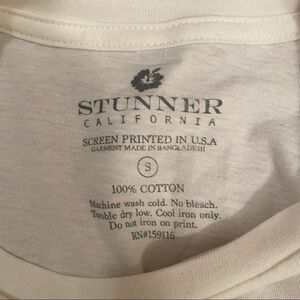 STUNNER
CALIFORNIA
SCREEN PRINTED IN U.S.A
GARMENT MADE IN BANGLADESH
S
100% COTTON
Machine wash cold. No bleach.
Tumble dry low. Cool iron only.
Do not iron on print.
RN#159116